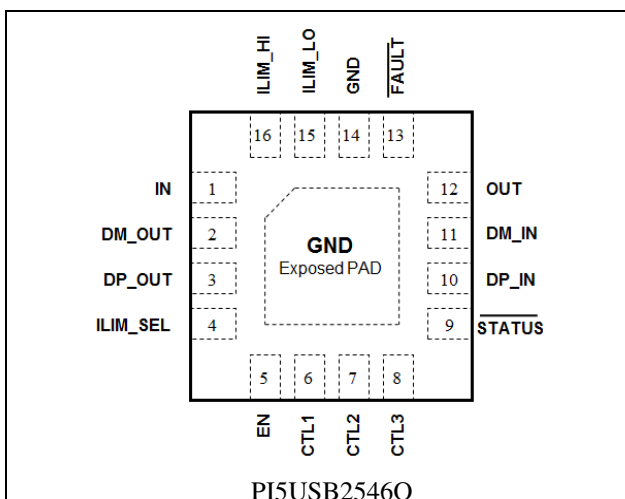 ILIM_HI
ILIM_LO
GND
FAULT
16
15
14
13
IN
1
12
OUT
DM_OUT
2
11
DM_IN
GND
Exposed PAD
DP_OUT
3
10
DP_IN
ILIM_SEL
4
9
STATUS
5
6
7
8
EN
CTL1
CTL2
CTL3
PI5USB2546Q